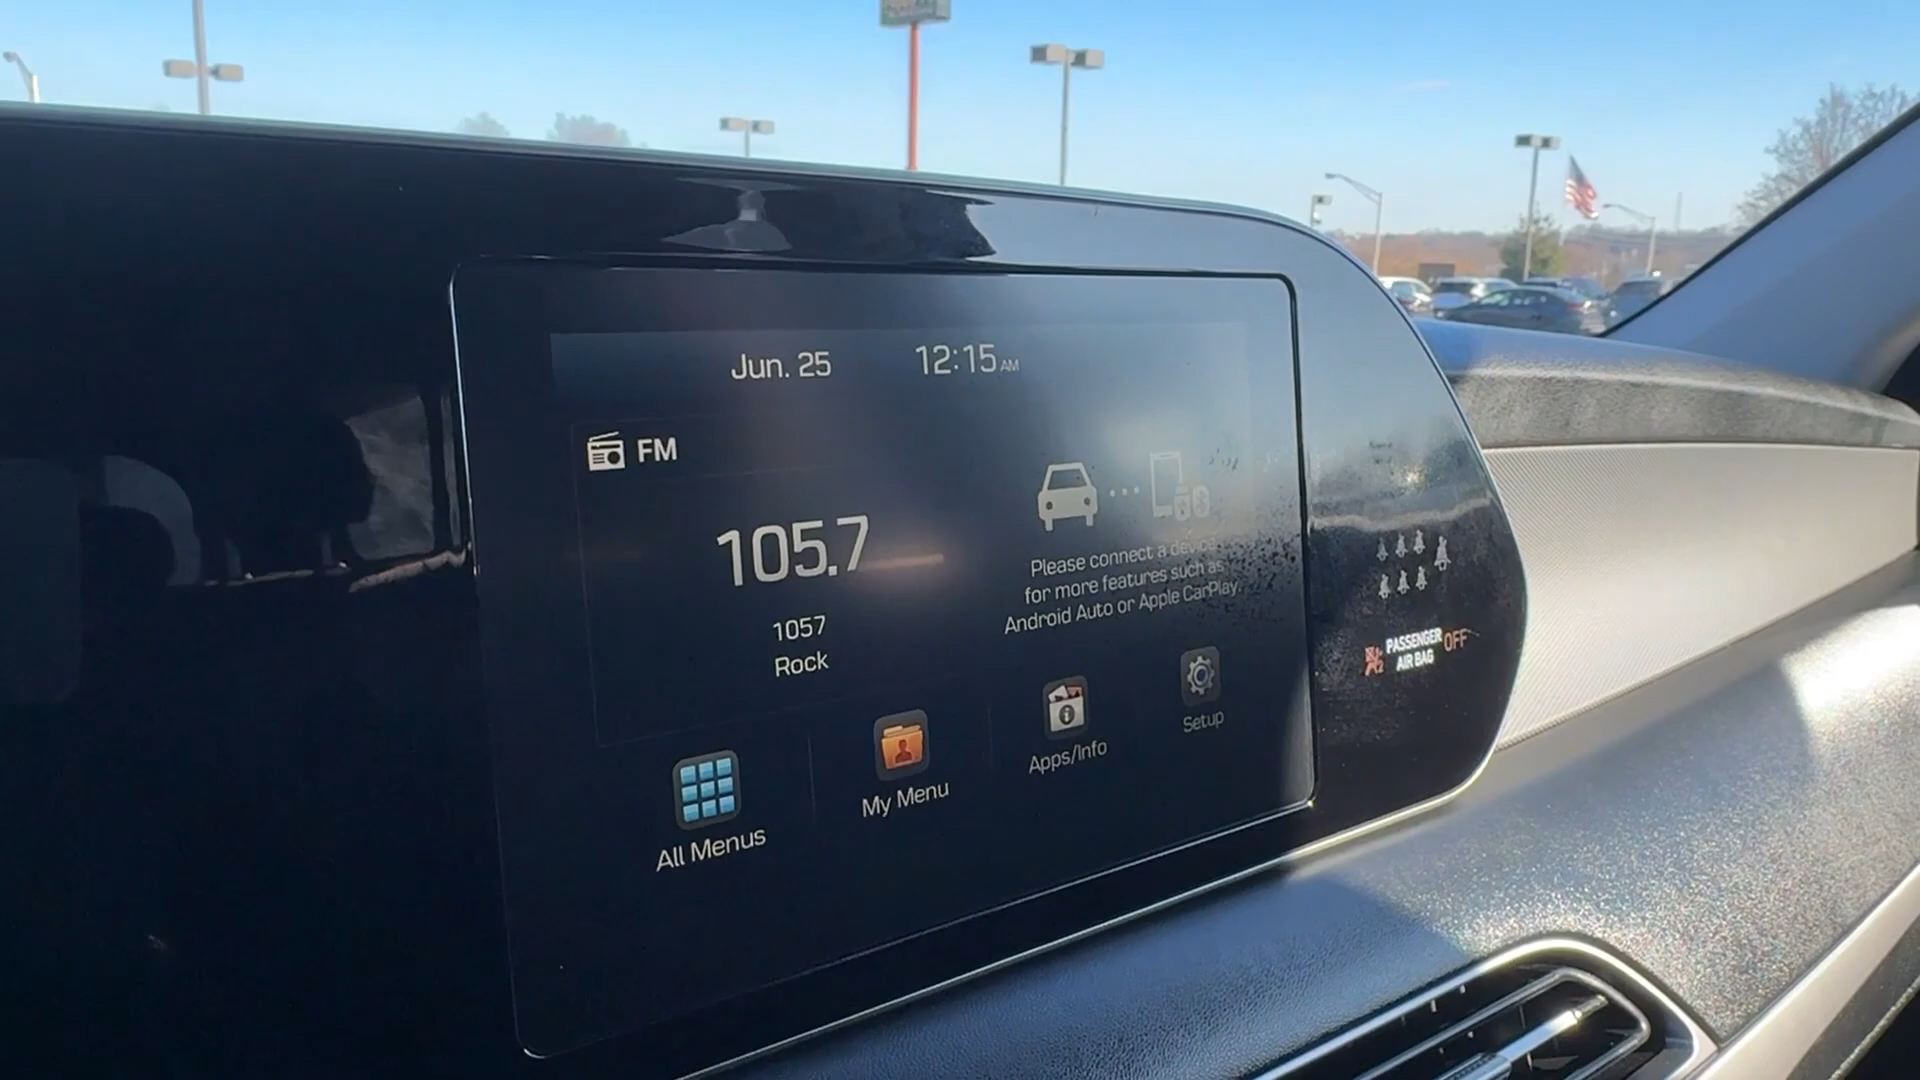 Jun. 25 12:15 AM
FM
105.7
1057
Rock
Please connect a device
for more features such as
Android Auto or Apple CarPlay.
All Menus
My Menu
Apps/Info
Setup
PASSENGER
AIR BAG
OFF
2